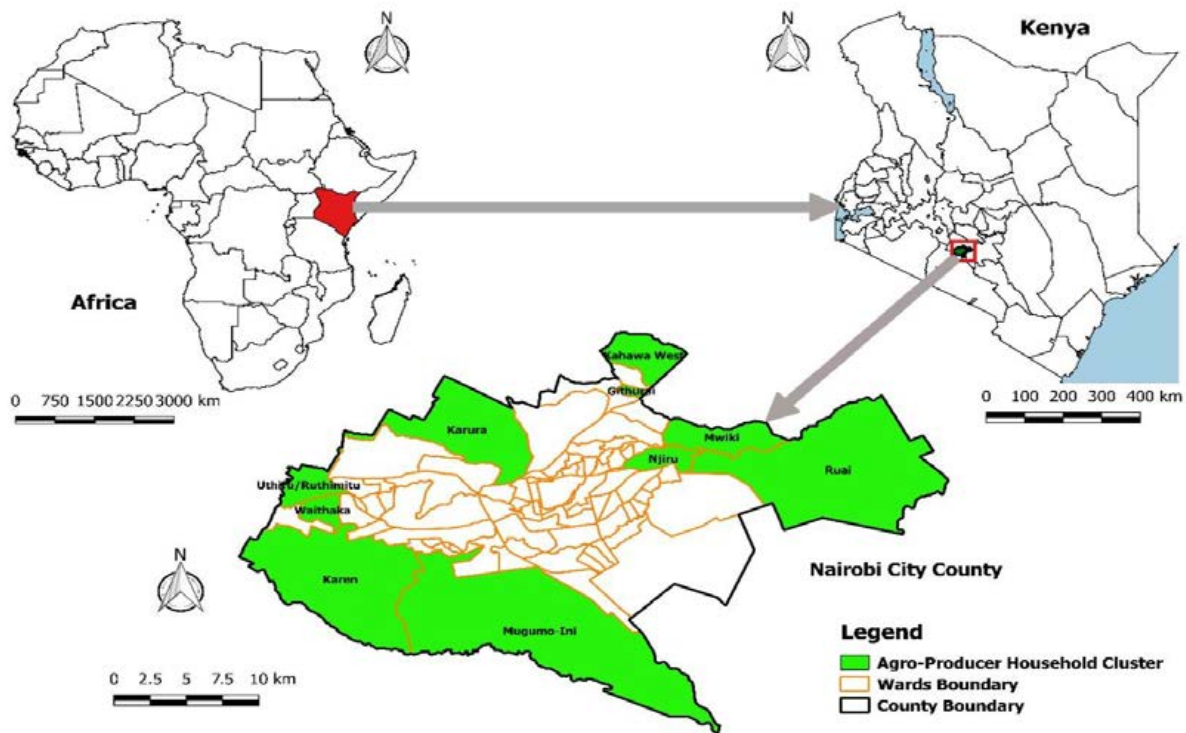 N
N
Kenya
Africa
0 750 1500 2250 3000 km
0 100 200 300 400 km
Kahawa West
Githurai
Karura
Mwiki
Njiru
Ruai
Uthiru/Ruthimitu
Waithaka
N
Karen
Mugumo-Ini
Nairobi City County
0 2.5 5 7.5 10 km
Legend
Agro-Producer Household Cluster
Wards Boundary
County Boundary